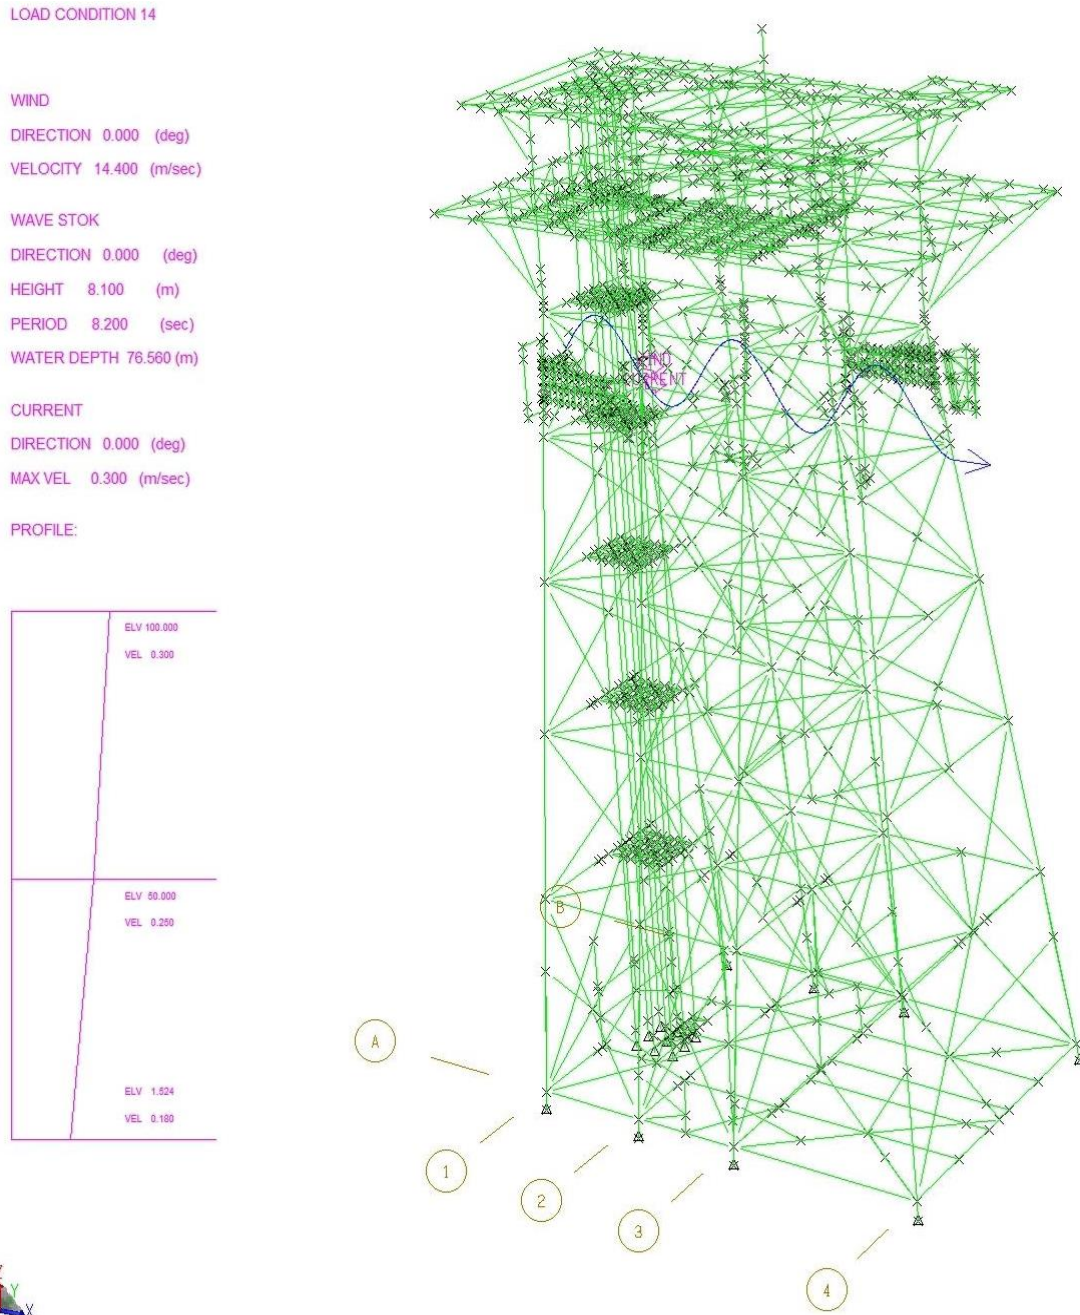 LOAD CONDITION 14
WIND
DIRECTION 0.000 (deg)
VELOCITY 14.400 (m/sec)
WAVE STOK
DIRECTION 0.000 (deg)
HEIGHT 8.100 (m)
PERIOD 8.200 (sec)
WATER DEPTH 76.560 (m)
CURRENT
DIRECTION 0.000 (deg)
MAX VEL 0.300 (m/sec)
PROFILE:
ELV 100.000
VEL 0.300
ELV 50.000
VEL 0.250
ELV 1.524
VEL 0.180
B
A
1
2
3
4
Z
Y
X